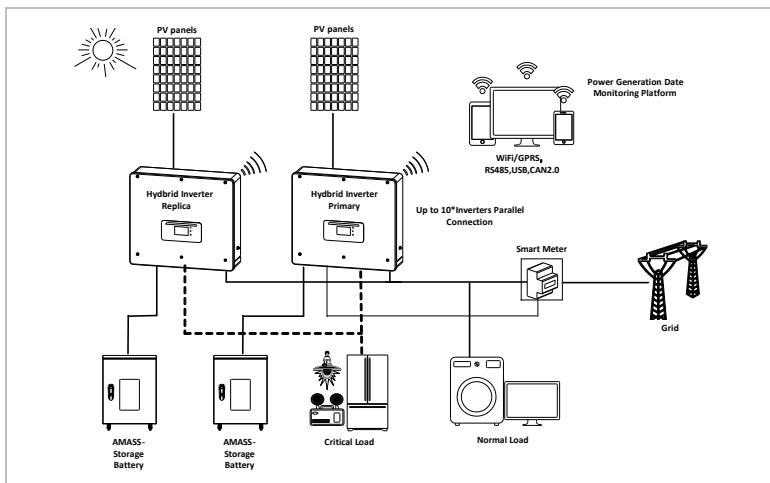 PV panels
PV panels
Power Generation Date
Monitoring Platform
WiFi/GPRS,
RS485,USB,CAN2.0
Hydbrid Inverter
Replica
Hydbrid Inverter
Primary
Up to 10*Inverters Parallel
Connection
Smart Meter
Grid
AMASS-
Storage
Battery
AMASS-
Storage
Battery
Critical Load
Normal Load